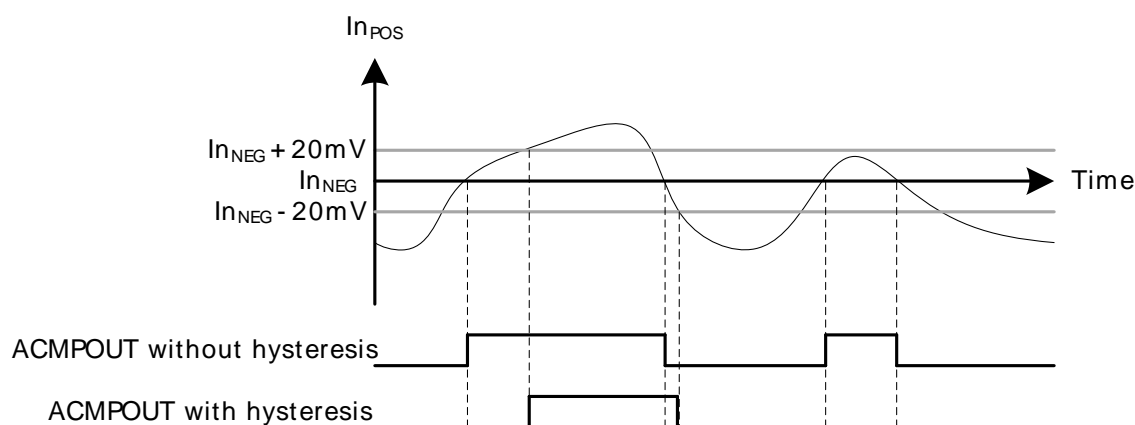 InPOS
InNEG + 20mV
InNEG
Time
InNEG - 20mV
ACMPOUT without hysteresis
ACMPOUT with hysteresis